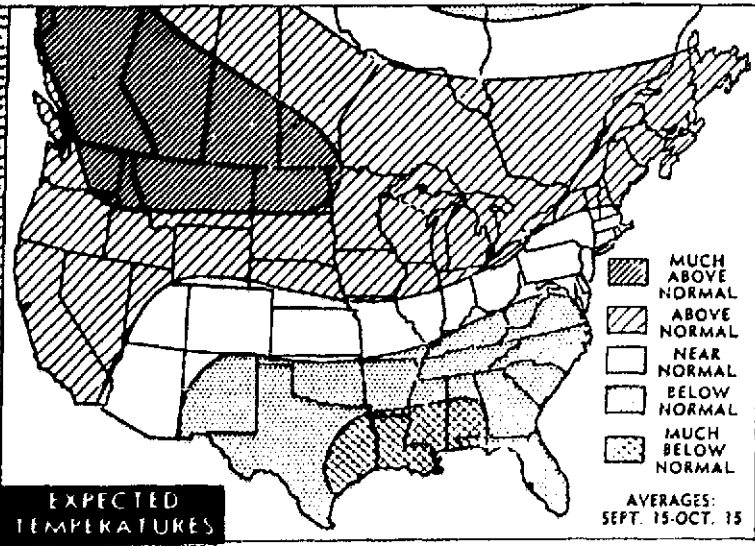 MUCH
ABOVE
NORMAL
ABOVE
NORMAL
NEAR
NORMAL
BELOW
NORMAL
MUCH
BELOW
NORMAL
EXPECTED
TEMPERATURES
AVERAGES:
SEPT. 15-OCT. 15